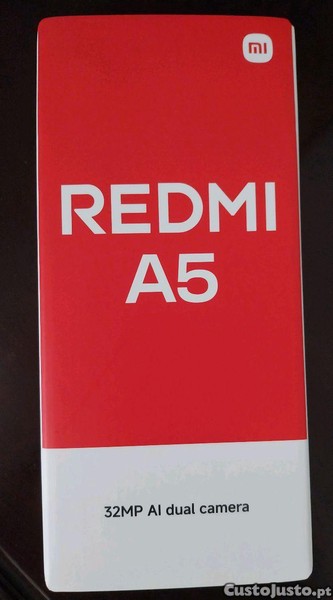 mi
REDMI
A5
32MP AI dual camera
CustoJusto.pt